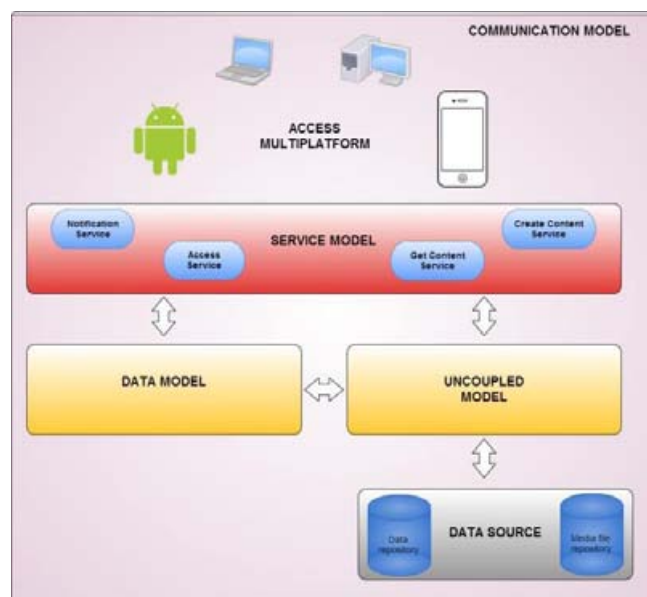 COMMUNICATION MODEL
ACCESS
MULTIPLATFORM
Notification
Service
Access
Service
SERVICE MODEL
Get Content
Service
Create Content
Service
DATA MODEL
UNCOUPLED
MODEL
Data
repository
DATA SOURCE
Media file
repository